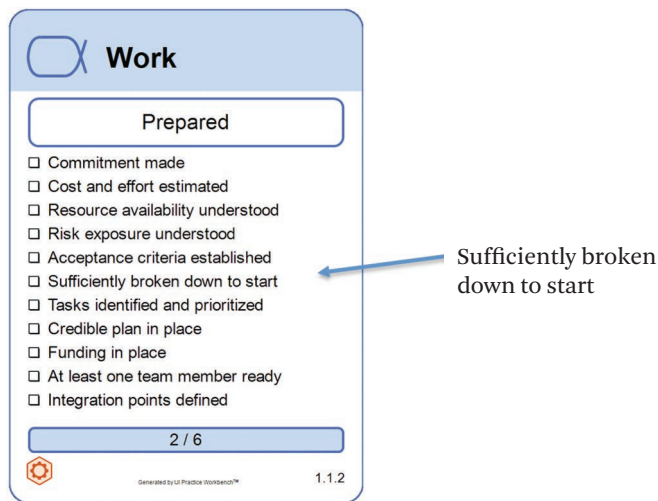 Work
Prepared
❑ Commitment made
❑ Cost and effort estimated
❑ Resource availability understood
❑ Risk exposure understood
❑ Acceptance criteria established
❑ Sufficiently broken down to start
❑ Tasks identified and prioritized
❑ Credible plan in place
❑ Funding in place
❑ At least one team member ready
❑ Integration points defined
2 / 6
Generated by UI Practice Workbench™
1.1.2
Sufficiently broken
down to start